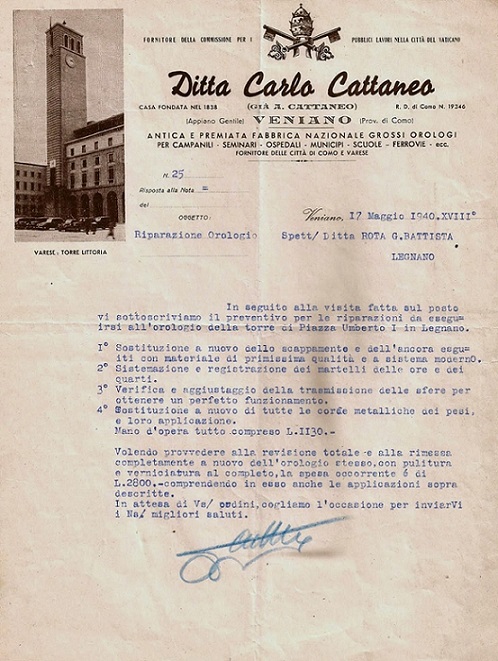 FORNITORE DELLA COMMISSIONE PER I PUBBLICI LAVORI NELLA CITTÀ DEL VATICANO
Ditta Carlo Cattaneo
CASA FONDATA NEL 1838 (GIÀ A. CATTANEO) R. D. di Como N. 19346
(Appiano Gentile) VENIANO (Prov. di Como)
ANTICA E PREMIATA FABBRICA NAZIONALE GROSSI OROLOGI
PER CAMPANILI - SEMINARI - OSPEDALI - MUNICIPI - SCUOLE - FERROVIE - ecc.
FORNITORE DELLE CITTÀ DI COMO E VARESE
VARESE: TORRE LITTORIA
N. 25
Risposta alla Nota =
del
OGGETTO:
Riparazione Orologio
Veniano, 17 Maggio 1940.XVIII°
Spett/ Ditta ROTA G.BATTISTA
LEGNANO
In seguito alla visita fatta sul posto
vi sottoscriviamo il preventivo per le riparazioni da esegu=
irsi all'orologio della torre di Piazza Umberto I in Legnano.
I° Sostituzione a nuovo dello scappamento e dell'ancora esgu=
iti con materiale di primissima qualità e a sistema moderno.
2° Sistemazione e registrazione dei martelli delle ore e dei
quarti.
3° Verifica e aggiustaggio della trasmissione delle sfere per
ottenere un perfetto funzionamento.
4° Sostituzione a nuovo di tutte le corde metalliche dei pesi,
e loro applicazione.
Mano d'opera tutto compreso L.II30.-
Volendo provvedere alla revisione totale e alla rimessa
completamente a nuovo dell'orologio stesso,con pulitura
e verniciatura al completo,la spesa occorrente é di
L.2800.-comprendendo in esso anche le applicazioni sopra
descritte.
In attesa di Vs/ ordini,cogliamo l'occasione per inviarVi
i Ns/ migliori saluti.